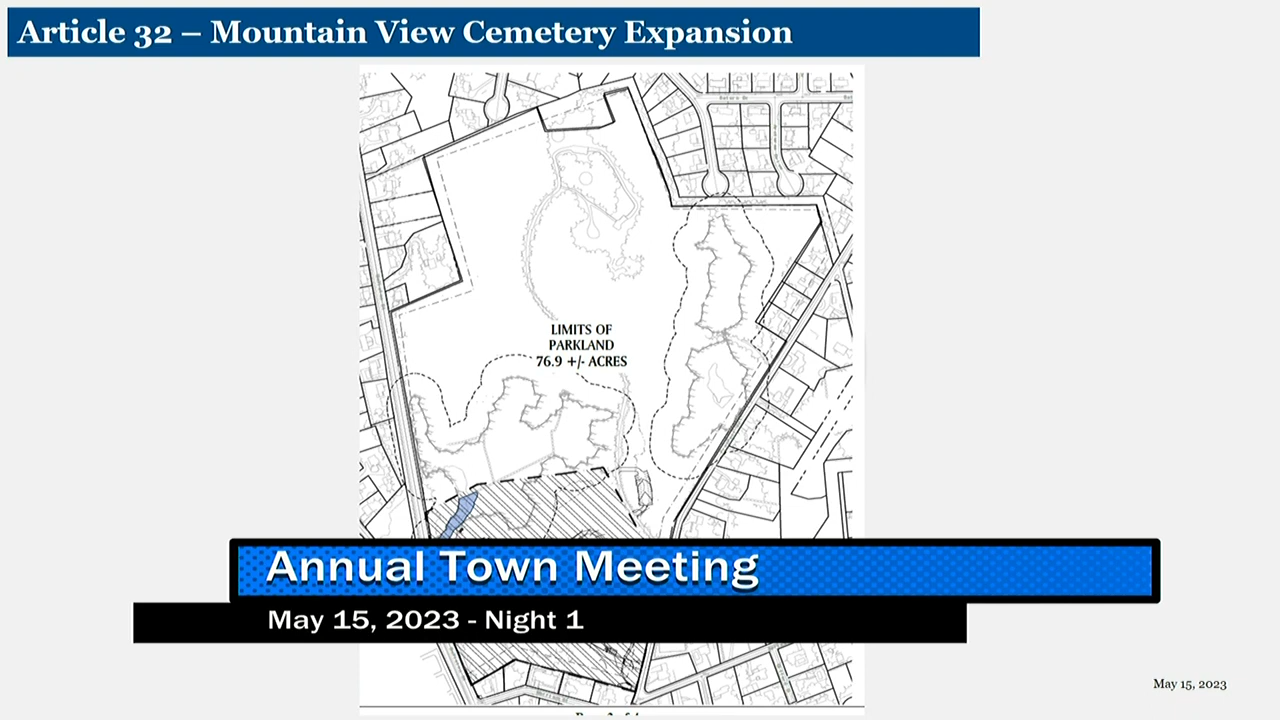 Article 32 – Mountain View Cemetery Expansion
LIMITS OF
PARKLAND
76.9 +/- ACRES
Annual Town Meeting
May 15, 2023 - Night 1
May 15, 2023